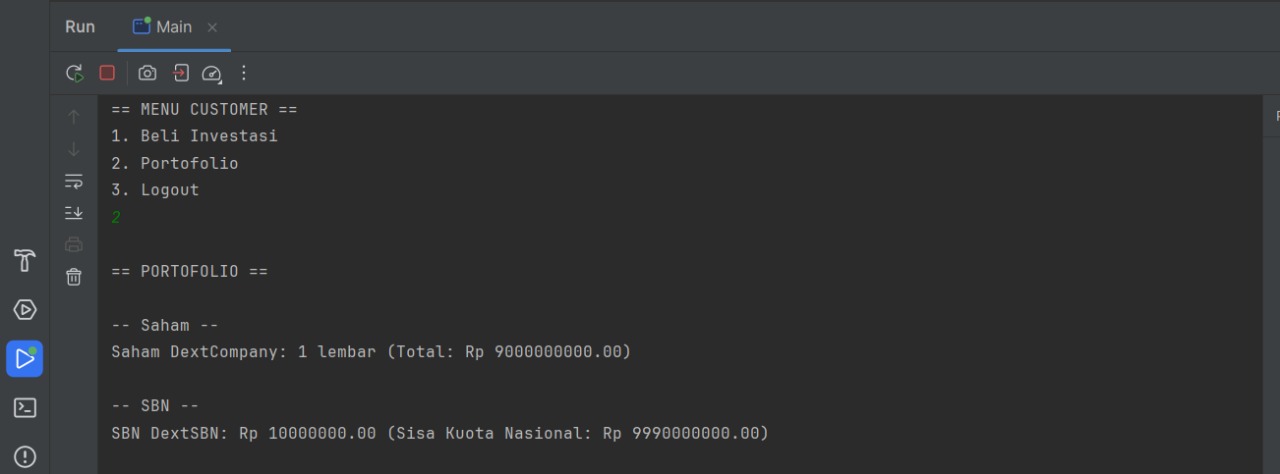 Run Main
== MENU CUSTOMER ==
1. Beli Investasi
2. Portofolio
3. Logout
2
== PORTOFOLIO ==
-- Saham --
Saham DextCompany: 1 lembar (Total: Rp 9000000000.00)
-- SBN --
SBN DextSBN: Rp 10000000.00 (Sisa Kuota Nasional: Rp 9990000000.00)